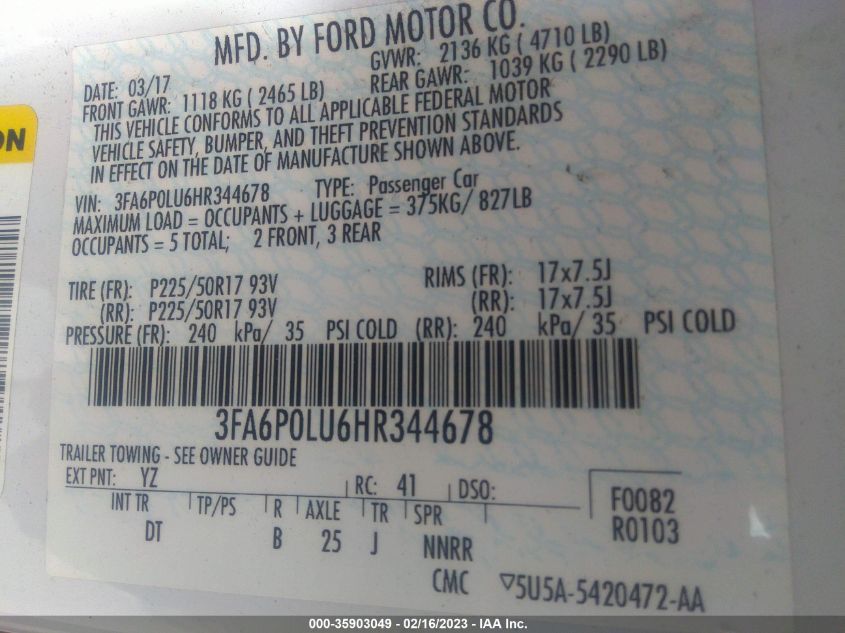 MFD. BY FORD MOTOR CO.
DATE: 03/17 GVWR: 2136 KG ( 4710 LB)
FRONT GAWR: 1118 KG ( 2465 LB) REAR GAWR: 1039 KG ( 2290 LB)
THIS VEHICLE CONFORMS TO ALL APPLICABLE FEDERAL MOTOR
VEHICLE SAFETY, BUMPER, AND THEFT PREVENTION STANDARDS
IN EFFECT ON THE DATE OF MANUFACTURE SHOWN ABOVE.
VIN: 3FA6P0LU6HR344678 TYPE: Passenger Car
MAXIMUM LOAD = OCCUPANTS + LUGGAGE = 375KG/ 827LB
OCCUPANTS = 5 TOTAL; 2 FRONT, 3 REAR
TIRE (FR): P225/50R17 93V RIMS (FR): 17x7.5J
(RR): P225/50R17 93V (RR): 17x7.5J
PRESSURE (FR): 240 kPa/ 35 PSI COLD (RR): 240 kPa/ 35 PSI COLD
3FA6P0LU6HR344678
TRAILER TOWING - SEE OWNER GUIDE
EXT PNT: YZ RC: 41 DSO:
INT TR TP/PS R AXLE TR SPR
DT B 25 J NNRR
CMC
F0082
R0103
▽5U5A-5420472-AA
000-35903049 - 02/16/2023 - IAA Inc.